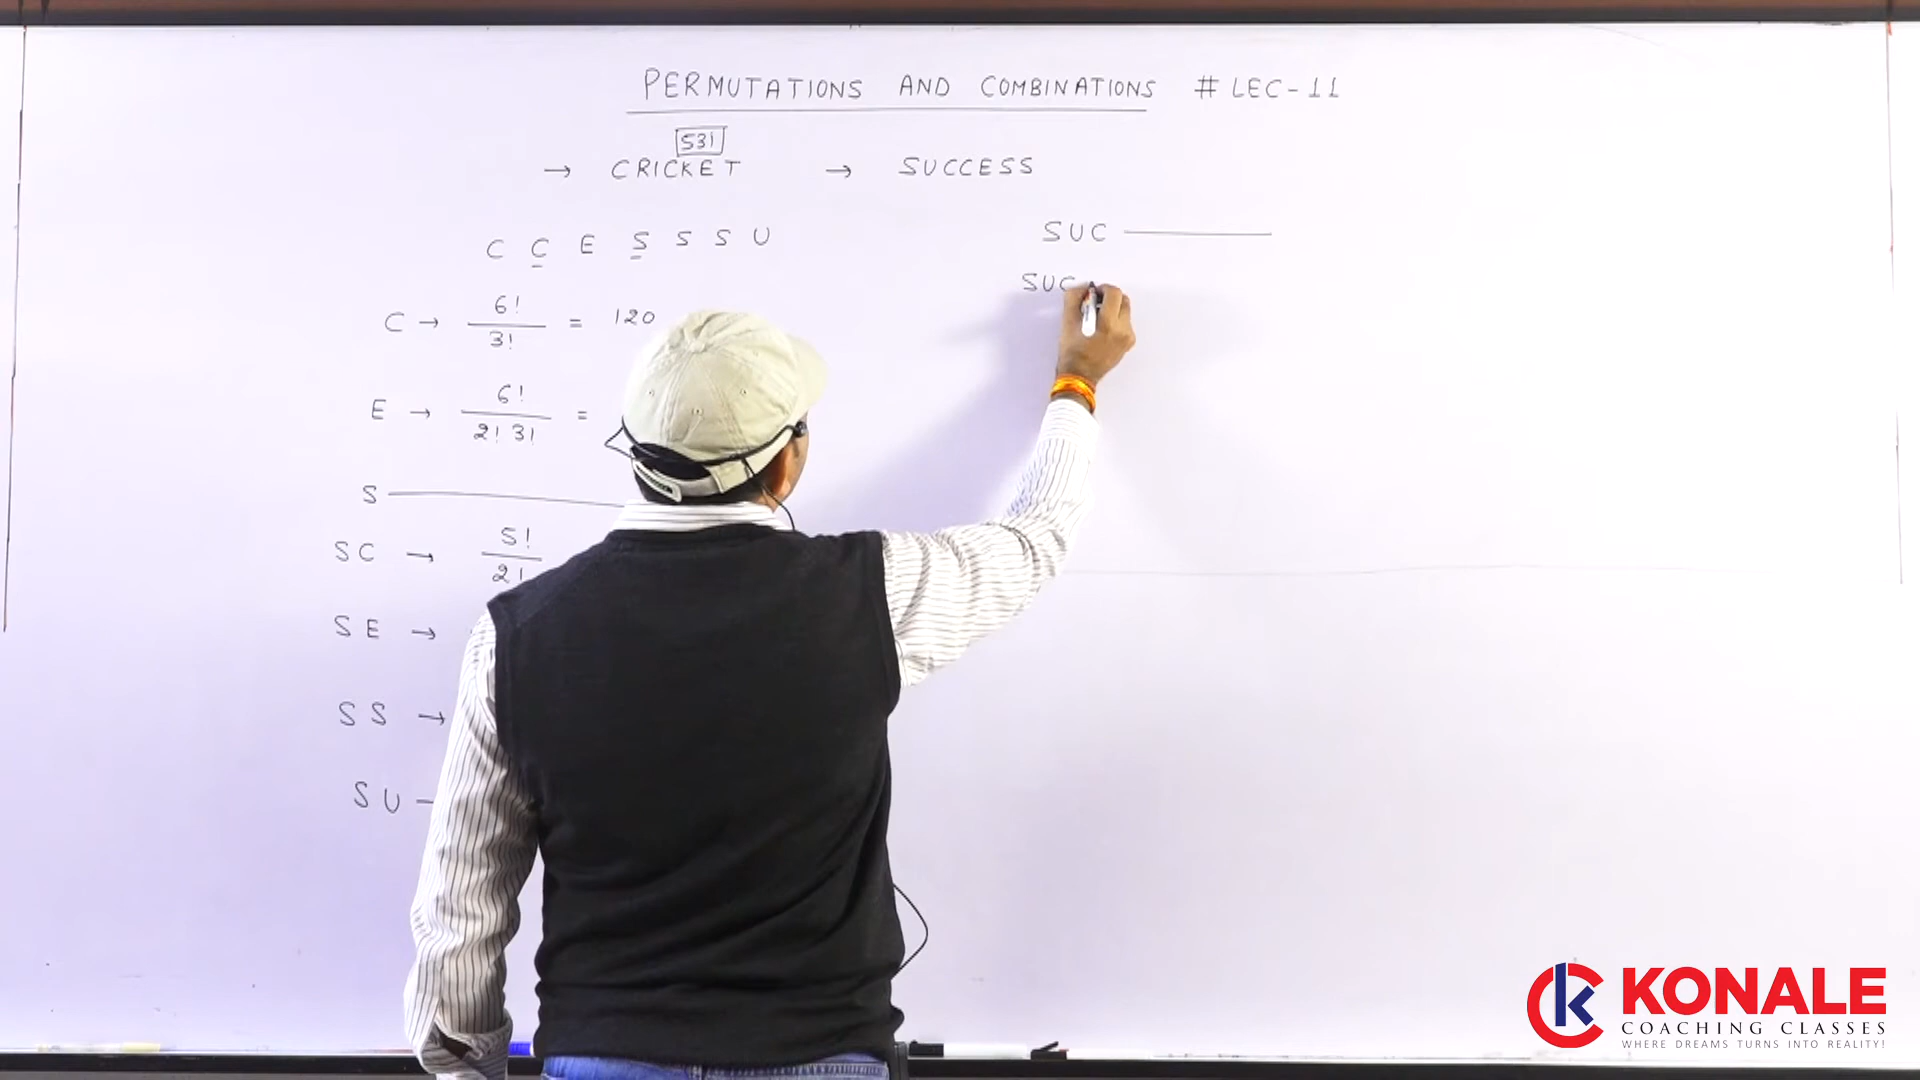 PERMUTATIONS AND COMBINATIONS # LEC-11
531
→ CRICKET → SUCCESS
C C E S S S U
C → 6! / 3! = 120
E → 6! / 2! 3! =
S
SC → 5! / 2!
SE →
SS →
SU
SUC
SUC
KONALE
COACHING CLASSES
WHERE DREAMS TURNS INTO REALITY!